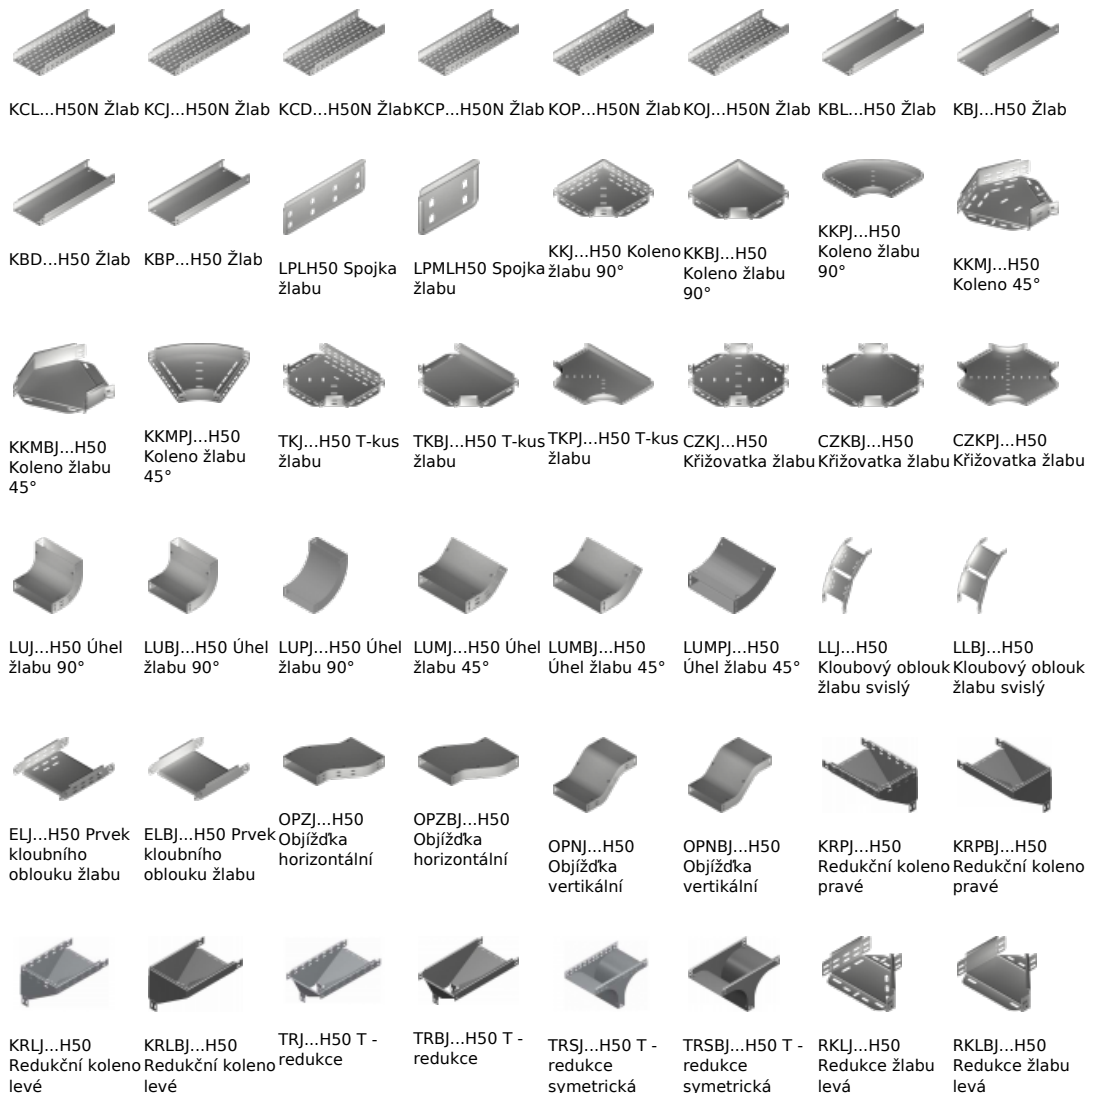 KCL...H50N Žlab
KCJ...H50N Žlab
KCD...H50N Žlab
KCP...H50N Žlab
KOP...H50N Žlab
KOJ...H50N Žlab
KBL...H50 Žlab
KBJ...H50 Žlab
KBD...H50 Žlab
KBP...H50 Žlab
LPLH50 Spojka
žlabu
LPMLH50 Spojka
žlabu
KKJ...H50 Koleno
žlabu 90°
KKBJ...H50
Koleno žlabu
90°
KKPJ...H50
Koleno žlabu
90°
KKMJ...H50
Koleno 45°
KKMBJ...H50
Koleno žlabu
45°
KKMPJ...H50
Koleno žlabu
45°
TKJ...H50 T-kus
žlabu
TKBJ...H50 T-kus
žlabu
TKPJ...H50 T-kus
žlabu
CZKJ...H50
Křižovatka žlabu
CZKBJ...H50
Křižovatka žlabu
CZKPJ...H50
Křižovatka žlabu
LUJ...H50 Úhel
žlabu 90°
LUBJ...H50 Úhel
žlabu 90°
LUPJ...H50 Úhel
žlabu 90°
LUMJ...H50 Úhel
žlabu 45°
LUMBJ...H50
Úhel žlabu 45°
LUMPJ...H50
Úhel žlabu 45°
LLJ...H50
Kloubový oblouk
žlabu svislý
LLBJ...H50
Kloubový oblouk
žlabu svislý
ELJ...H50 Prvek
kloubního
oblouku žlabu
ELBJ...H50 Prvek
kloubního
oblouku žlabu
OPZJ...H50
Objížďka
horizontální
OPZBJ...H50
Objížďka
horizontální
OPNJ...H50
Objížďka
vertikální
OPNBJ...H50
Objížďka
vertikální
KRPJ...H50
Redukční koleno
pravé
KRPBJ...H50
Redukční koleno
pravé
KRLJ...H50
Redukční koleno
levé
KRLBJ...H50
Redukční koleno
levé
TRJ...H50 T -
redukce
TRBJ...H50 T -
redukce
TRSJ...H50 T -
redukce
symetrická
TRSBJ...H50 T -
redukce
symetrická
RKLJ...H50
Redukce žlabu
levá
RKLBJ...H50
Redukce žlabu
levá